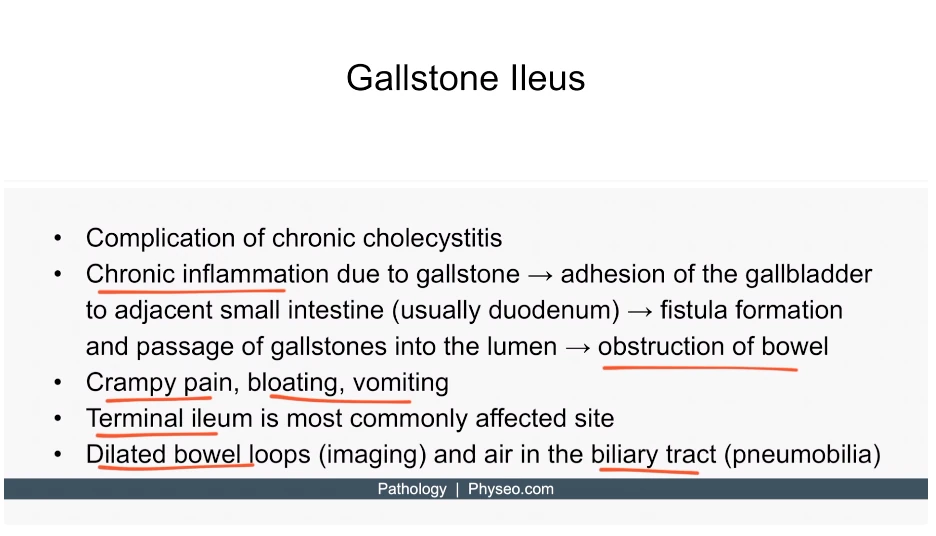 Gallstone Ileus
• Complication of chronic cholecystitis
• Chronic inflammation due to gallstone → adhesion of the gallbladder
to adjacent small intestine (usually duodenum) → fistula formation
and passage of gallstones into the lumen → obstruction of bowel
• Crampy pain, bloating, vomiting
• Terminal ileum is most commonly affected site
• Dilated bowel loops (imaging) and air in the biliary tract (pneumobilia)
Pathology | Physeo.com